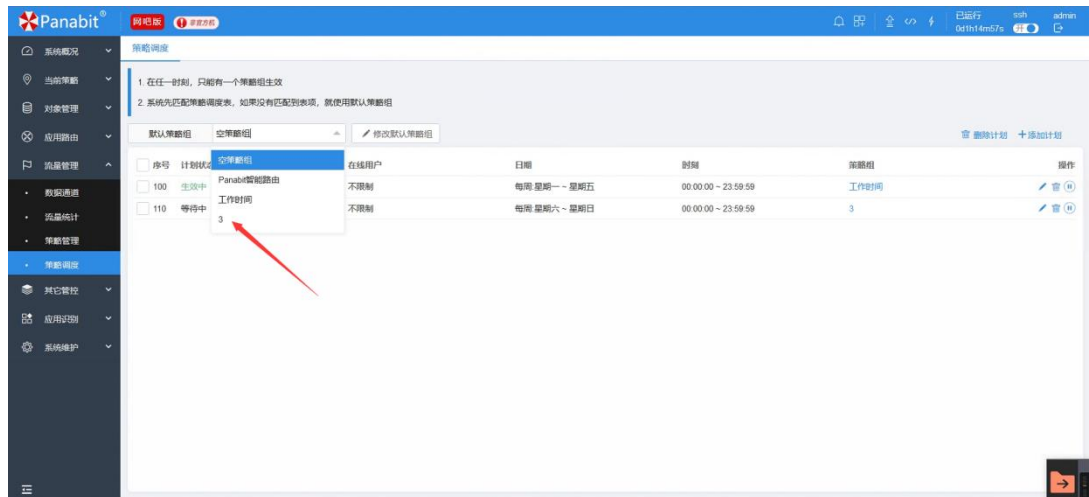 Panabit® 网吧版 非官方机 已运行 0d1h14m57s ssh 开 admin
系统概况
当前策略
对象管理
应用路由
流量管理
数据通道
流量统计
策略管理
策略调度
其它管控
应用识别
系统维护
策略调度
1. 在任一时刻，只能有一个策略组生效
2. 系统先匹配策略调度表，如果没有匹配到表项，就使用默认策略组
默认策略组 空策略组 修改默认策略组 删除计划 +添加计划
空策略组
Panabit智能路由
工作时间
3
序号 计划状态 在线用户 日期 时刻 策略组 操作
100 生效中 不限制 每周 星期一 ~ 星期五 00:00:00 ~ 23:59:59 工作时间
110 等待中 不限制 每周 星期六 ~ 星期日 00:00:00 ~ 23:59:59 3